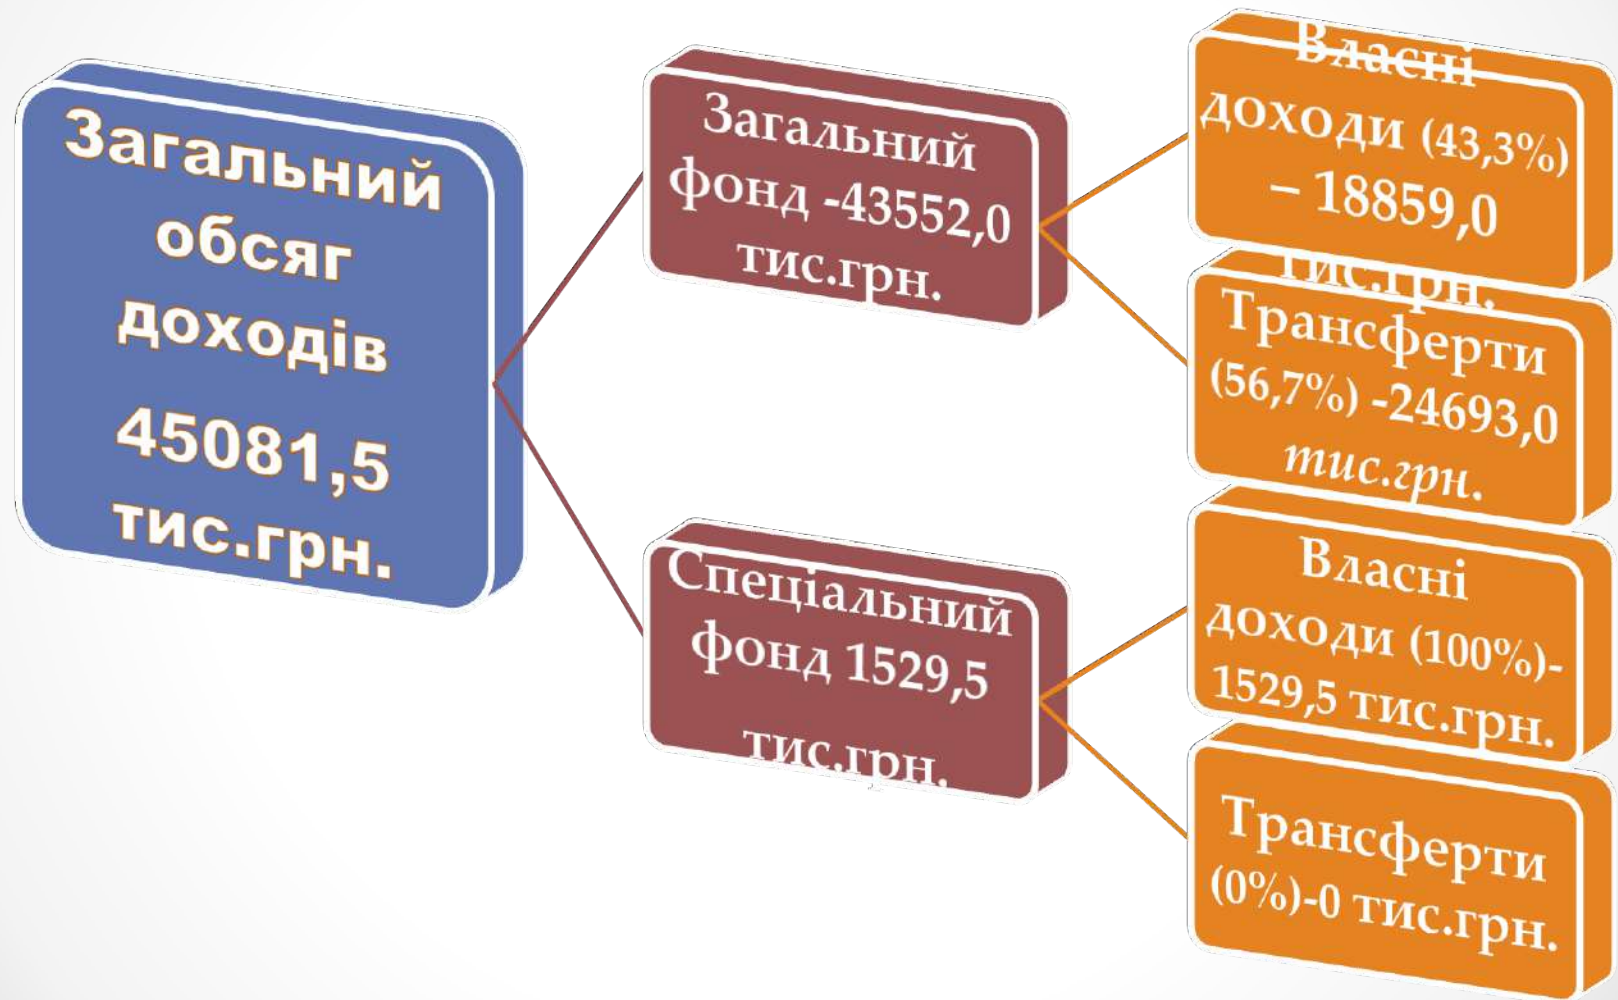 Загальний
обсяг
доходів
45081,5
тис.грн.
Загальний
фонд -43552,0
тис.грн.
Власні
доходи (43,3%)
– 18859,0
тис.грн.
Трансферти
(56,7%) -24693,0
тис.грн.
Спеціальний
фонд 1529,5
тис.грн.
Власні
доходи (100%)-
1529,5 тис.грн.
Трансферти
(0%)-0 тис.грн.